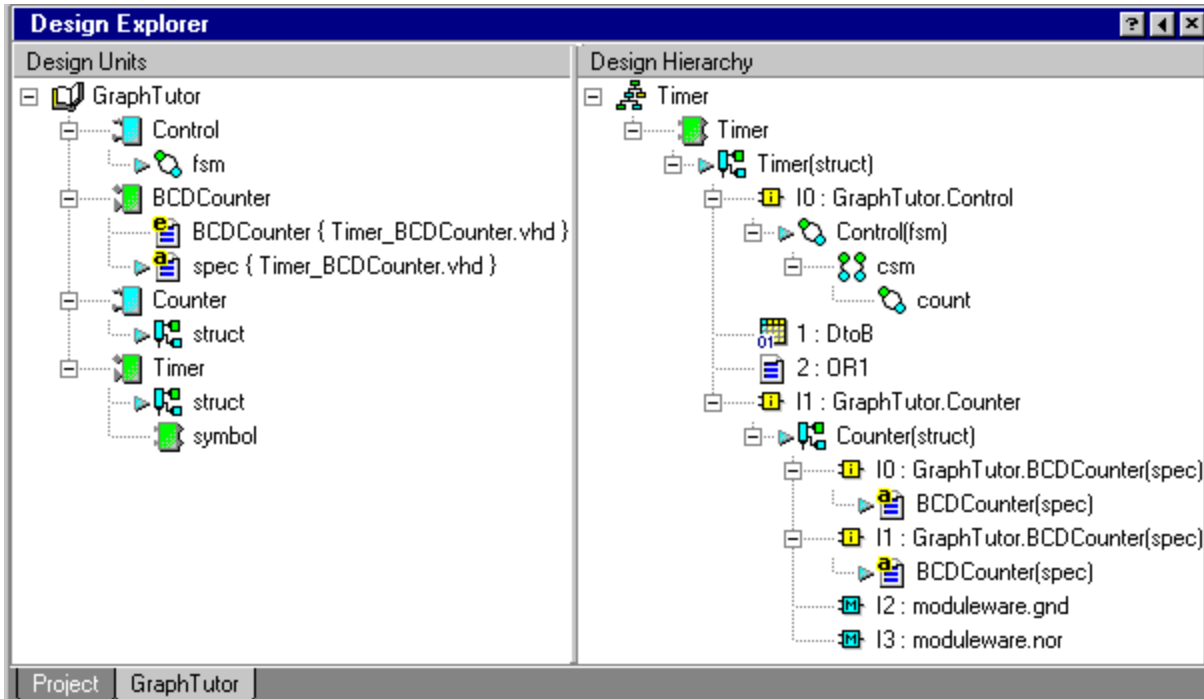 Design Explorer
Design Units
GraphTutor
Control
fsm
BCDCounter
BCDCounter { Timer_BCDCounter.vhd }
spec { Timer_BCDCounter.vhd }
Counter
struct
Timer
struct
symbol
Design Hierarchy
Timer
Timer
Timer(struct)
I0 : GraphTutor.Control
Control(fsm)
csm
count
1 : DtoB
2 : OR1
I1 : GraphTutor.Counter
Counter(struct)
I0 : GraphTutor.BCDCounter(spec)
BCDCounter(spec)
I1 : GraphTutor.BCDCounter(spec)
BCDCounter(spec)
I2 : moduleware.gnd
I3 : moduleware.nor
Project GraphTutor